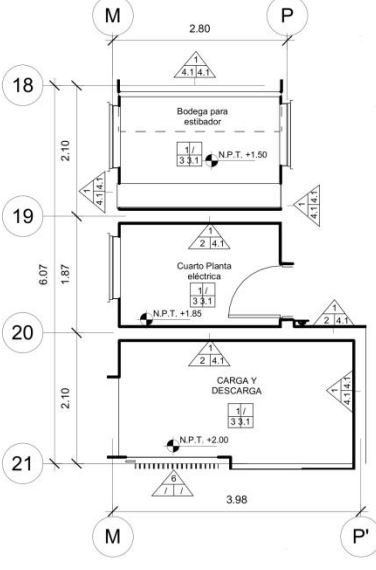 M P
2.80
1
4.1 4.1
18
Bodega para
estibador
1/
3 3.1
N.P.T. +1.50
2.10
1
4.1 4.1
1
4.1 4.1
19
1
2 4.1
Cuarto Planta
eléctrica
1/
3 3.1
6.07
1.87
N.P.T. +1.85
1
2 4.1
20
1
2 4.1
CARGA Y
DESCARGA
1/
3 3.1
1
4.1 4.1
2.10
N.P.T. +2.00
21
6
/ /
3.98
M P'